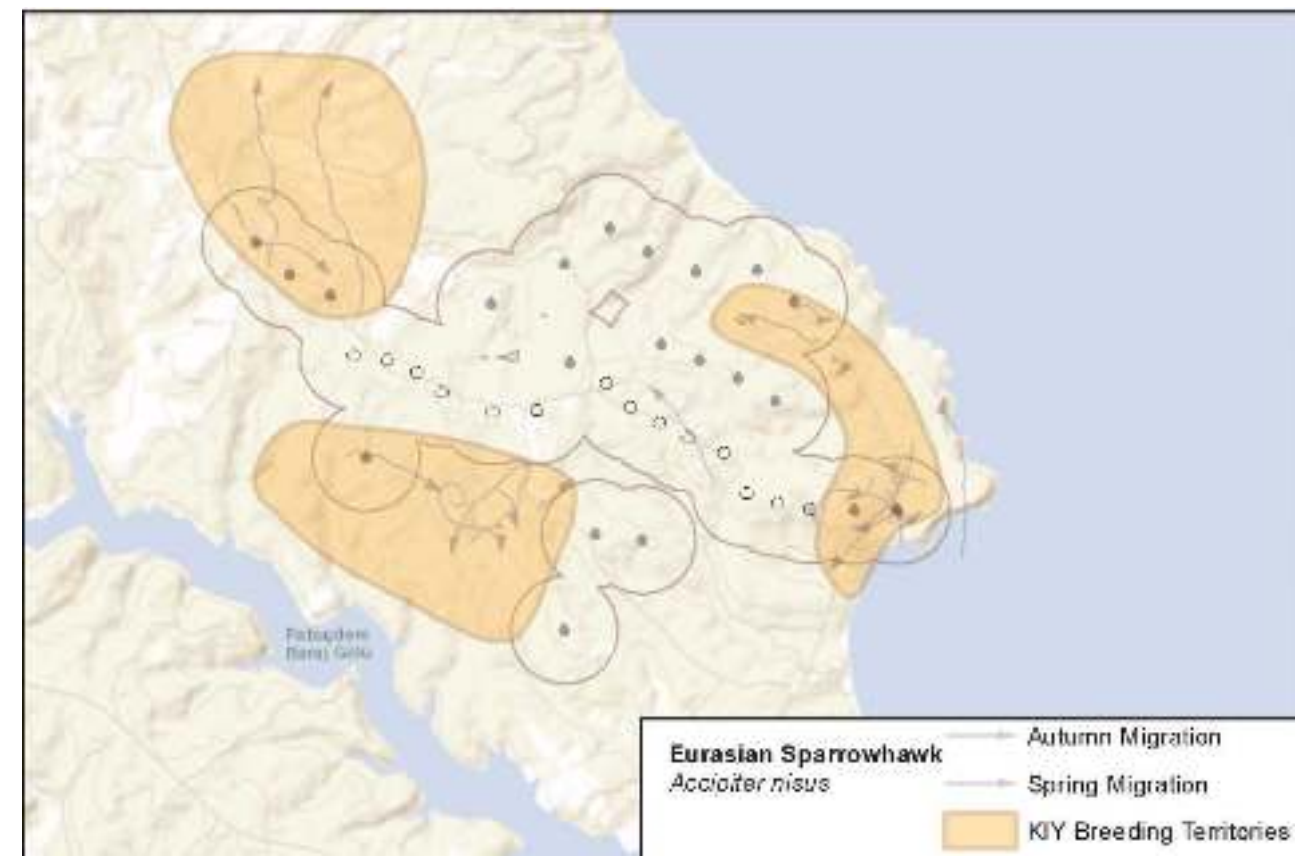 Eurasian Sparrowhawk
Accipiter nisus
Autumn Migration
Spring Migration
KIY Breeding Territories